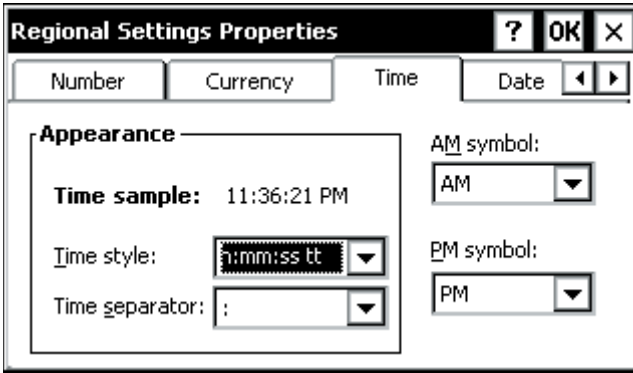 Regional Settings Properties ? OK ×
Number Currency Time Date
Appearance
Time sample: 11:36:21 PM
Time style: h:mm:ss tt
Time separator: :
AM symbol:
AM
PM symbol:
PM